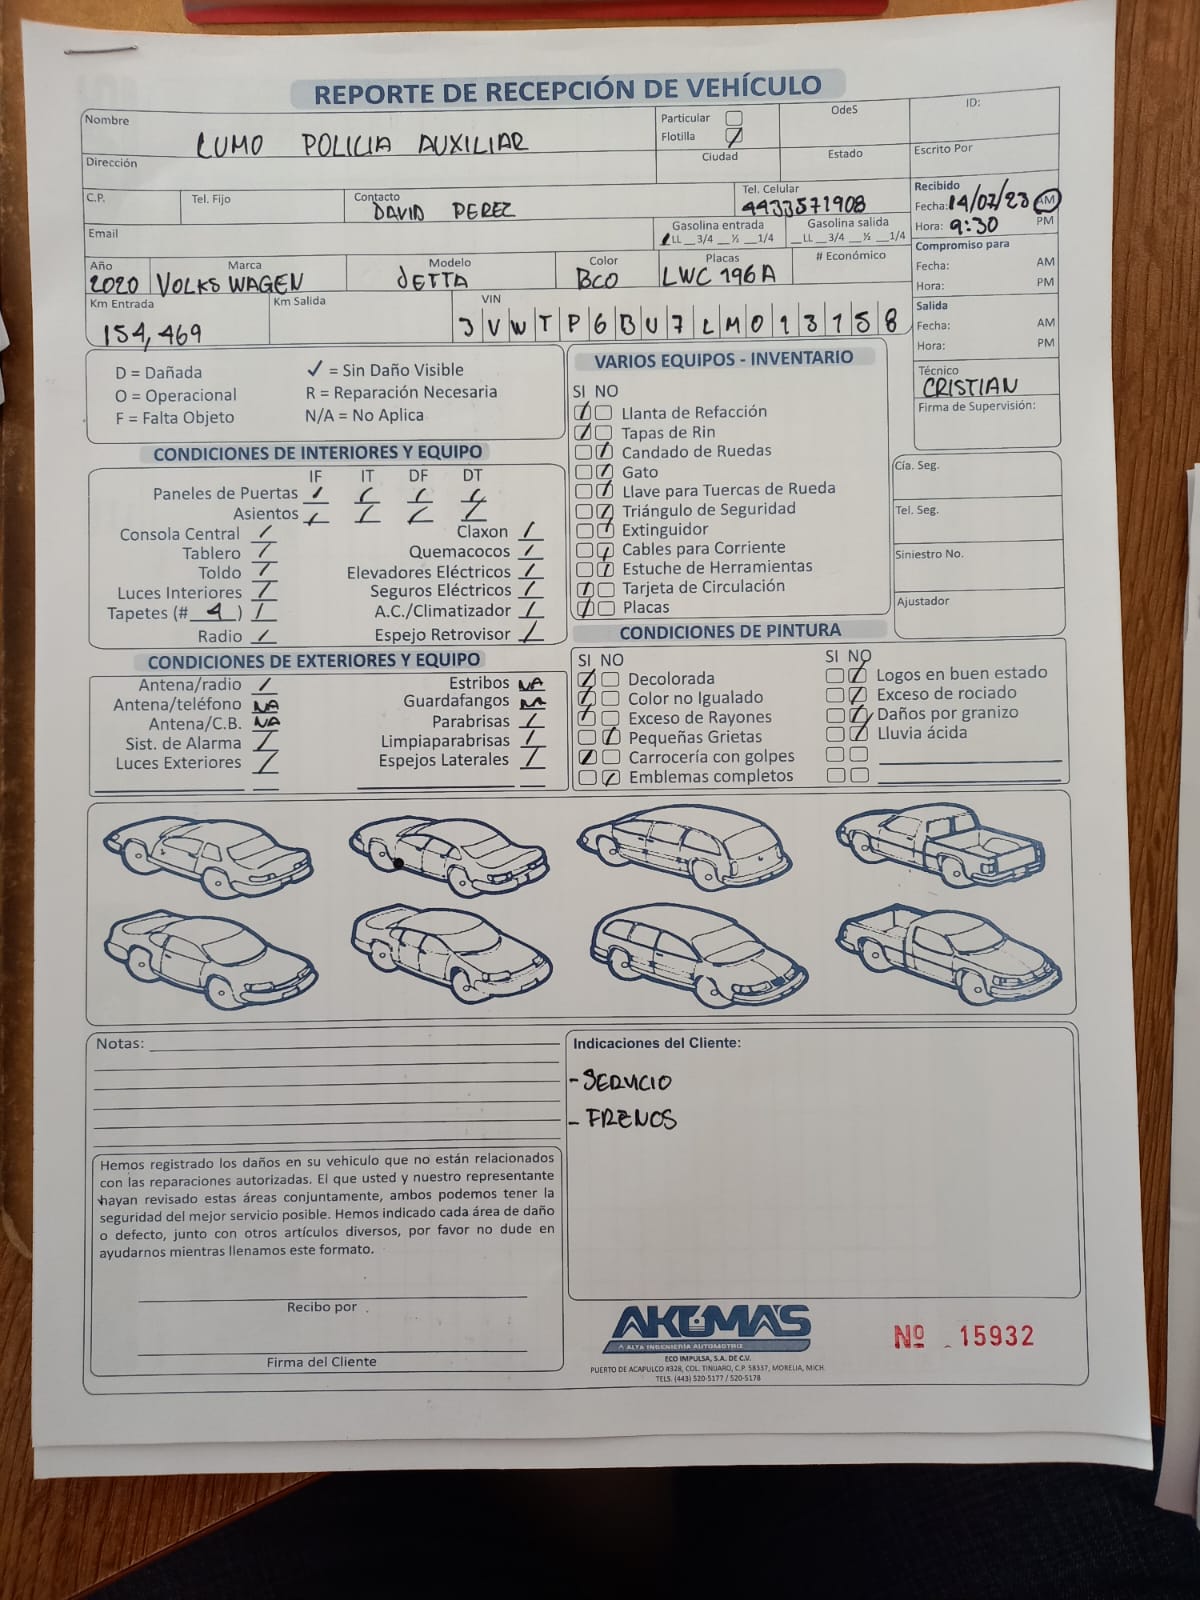 REPORTE DE RECEPCIÓN DE VEHÍCULO
Nombre LUMO POLICIA AUXILIAR
Particular
Flotilla
OdeS
ID:
Dirección
Ciudad
Estado
Escrito Por
C.P.
Tel. Fijo
Contacto DAVID PEREZ
Tel. Celular 4433571908
Recibido
Fecha: 14/07/23 AM
Hora: 9:30 PM
Email
Gasolina entrada
LL __3/4 __½ __1/4
Gasolina salida
__LL __3/4 __½ __1/4
Compromiso para
Fecha: AM
Hora: PM
Año 2020
Marca VOLKS WAGEN
Modelo JETTA
Color BCO
Placas LWC 196A
# Económico
Km Entrada 154,469
Km Salida
VIN 3VWTP6BU7LM013158
Salida
Fecha: AM
Hora: PM
Técnico
CRISTIAN
Firma de Supervisión:
D = Dañada
✓ = Sin Daño Visible
O = Operacional
R = Reparación Necesaria
F = Falta Objeto
N/A = No Aplica
VARIOS EQUIPOS - INVENTARIO
SI NO
Llanta de Refacción
Tapas de Rin
Candado de Ruedas
Gato
Llave para Tuercas de Rueda
Triángulo de Seguridad
Extinguidor
Cables para Corriente
Estuche de Herramientas
Tarjeta de Circulación
Placas
Cía. Seg.
Tel. Seg.
Siniestro No.
Ajustador
CONDICIONES DE INTERIORES Y EQUIPO
IF IT DF DT
Paneles de Puertas
Asientos
Consola Central
Claxon
Tablero
Quemacocos
Toldo
Elevadores Eléctricos
Luces Interiores
Seguros Eléctricos
Tapetes (# 4 )
A.C./Climatizador
Radio
Espejo Retrovisor
CONDICIONES DE EXTERIORES Y EQUIPO
Antena/radio
Estribos NA
Antena/teléfono NA
Guardafangos NA
Antena/C.B. NA
Parabrisas
Sist. de Alarma
Limpiaparabrisas
Luces Exteriores
Espejos Laterales
CONDICIONES DE PINTURA
SI NO
Decolorada
Color no Igualado
Exceso de Rayones
Pequeñas Grietas
Carrocería con golpes
Emblemas completos
SI NO
Logos en buen estado
Exceso de rociado
Daños por granizo
Lluvia ácida
Notas:
Indicaciones del Cliente:
- SERVICIO
- FRENOS
Hemos registrado los daños en su vehiculo que no están relacionados
con las reparaciones autorizadas. El que usted y nuestro representante
hayan revisado estas áreas conjuntamente, ambos podemos tener la
seguridad del mejor servicio posible. Hemos indicado cada área de daño
o defecto, junto con otros artículos diversos, por favor no dude en
ayudarnos mientras llenamos este formato.
Recibo por
Firma del Cliente
AKUMA'S
A ALTA INGENIERÍA AUTOMOTRIZ
ECO IMPULSA, S.A. DE C.V.
PUERTO DE ACAPULCO #328, COL. TINIJARO, C.P. 58337, MORELIA, MICH.
TELS. (443) 520-5177 / 520-5178
Nº 15932